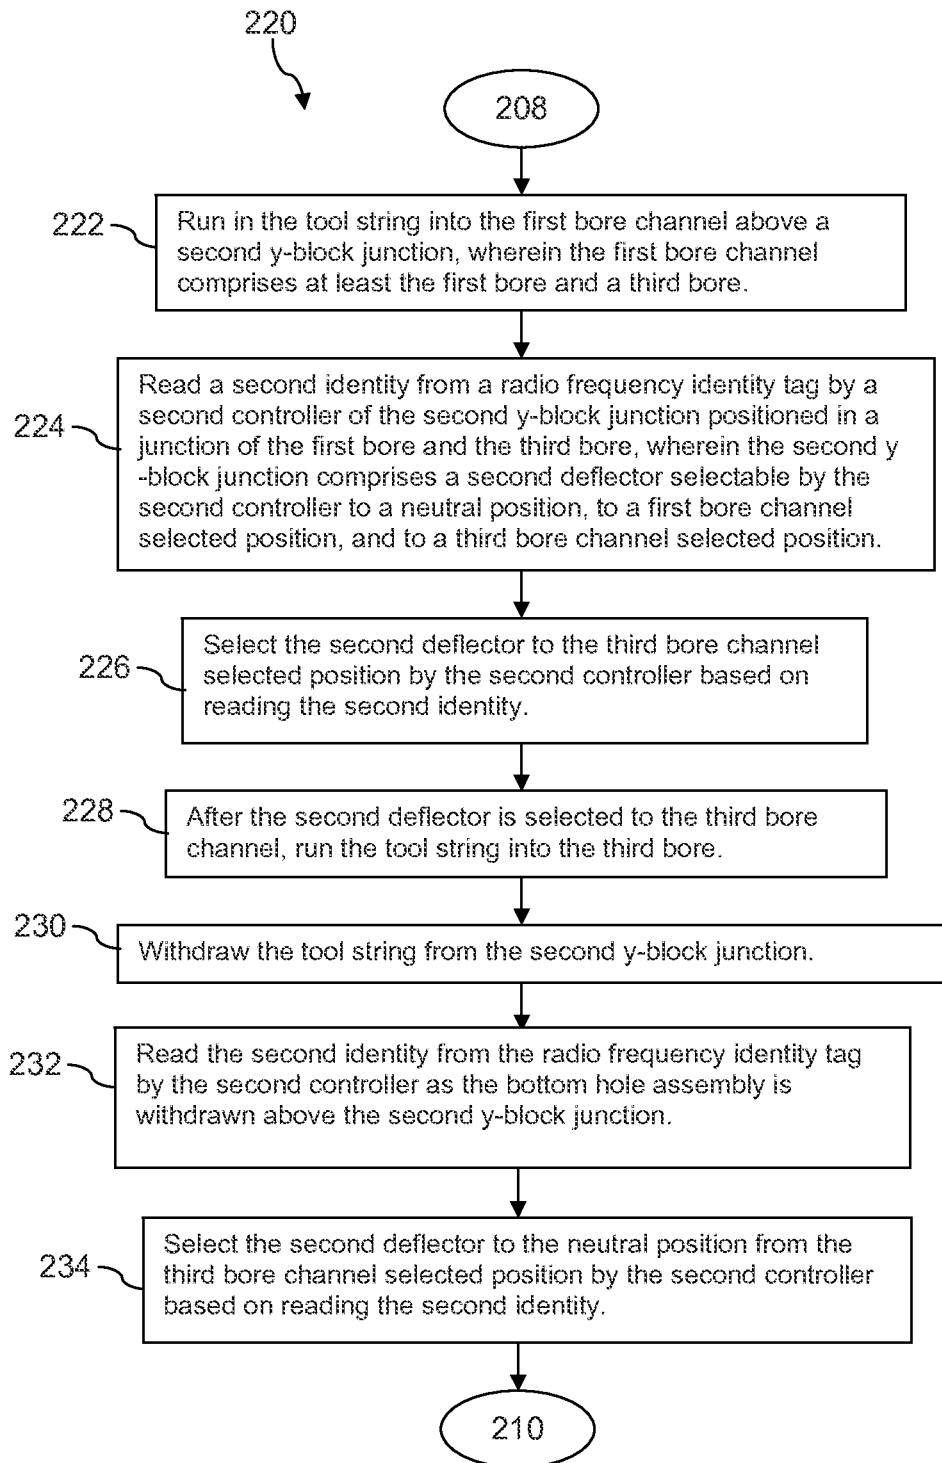 220
208
222
Run in the tool string into the first bore channel above a
second y-block junction, wherein the first bore channel
comprises at least the first bore and a third bore.
224
Read a second identity from a radio frequency identity tag by a
second controller of the second y-block junction positioned in a
junction of the first bore and the third bore, wherein the second y
-block junction comprises a second deflector selectable by the
second controller to a neutral position, to a first bore channel
selected position, and to a third bore channel selected position.
226
Select the second deflector to the third bore channel
selected position by the second controller based on
reading the second identity.
228
After the second deflector is selected to the third bore
channel, run the tool string into the third bore.
230
Withdraw the tool string from the second y-block junction.
232
Read the second identity from the radio frequency identity tag
by the second controller as the bottom hole assembly is
withdrawn above the second y-block junction.
234
Select the second deflector to the neutral position from the
third bore channel selected position by the second controller
based on reading the second identity.
210